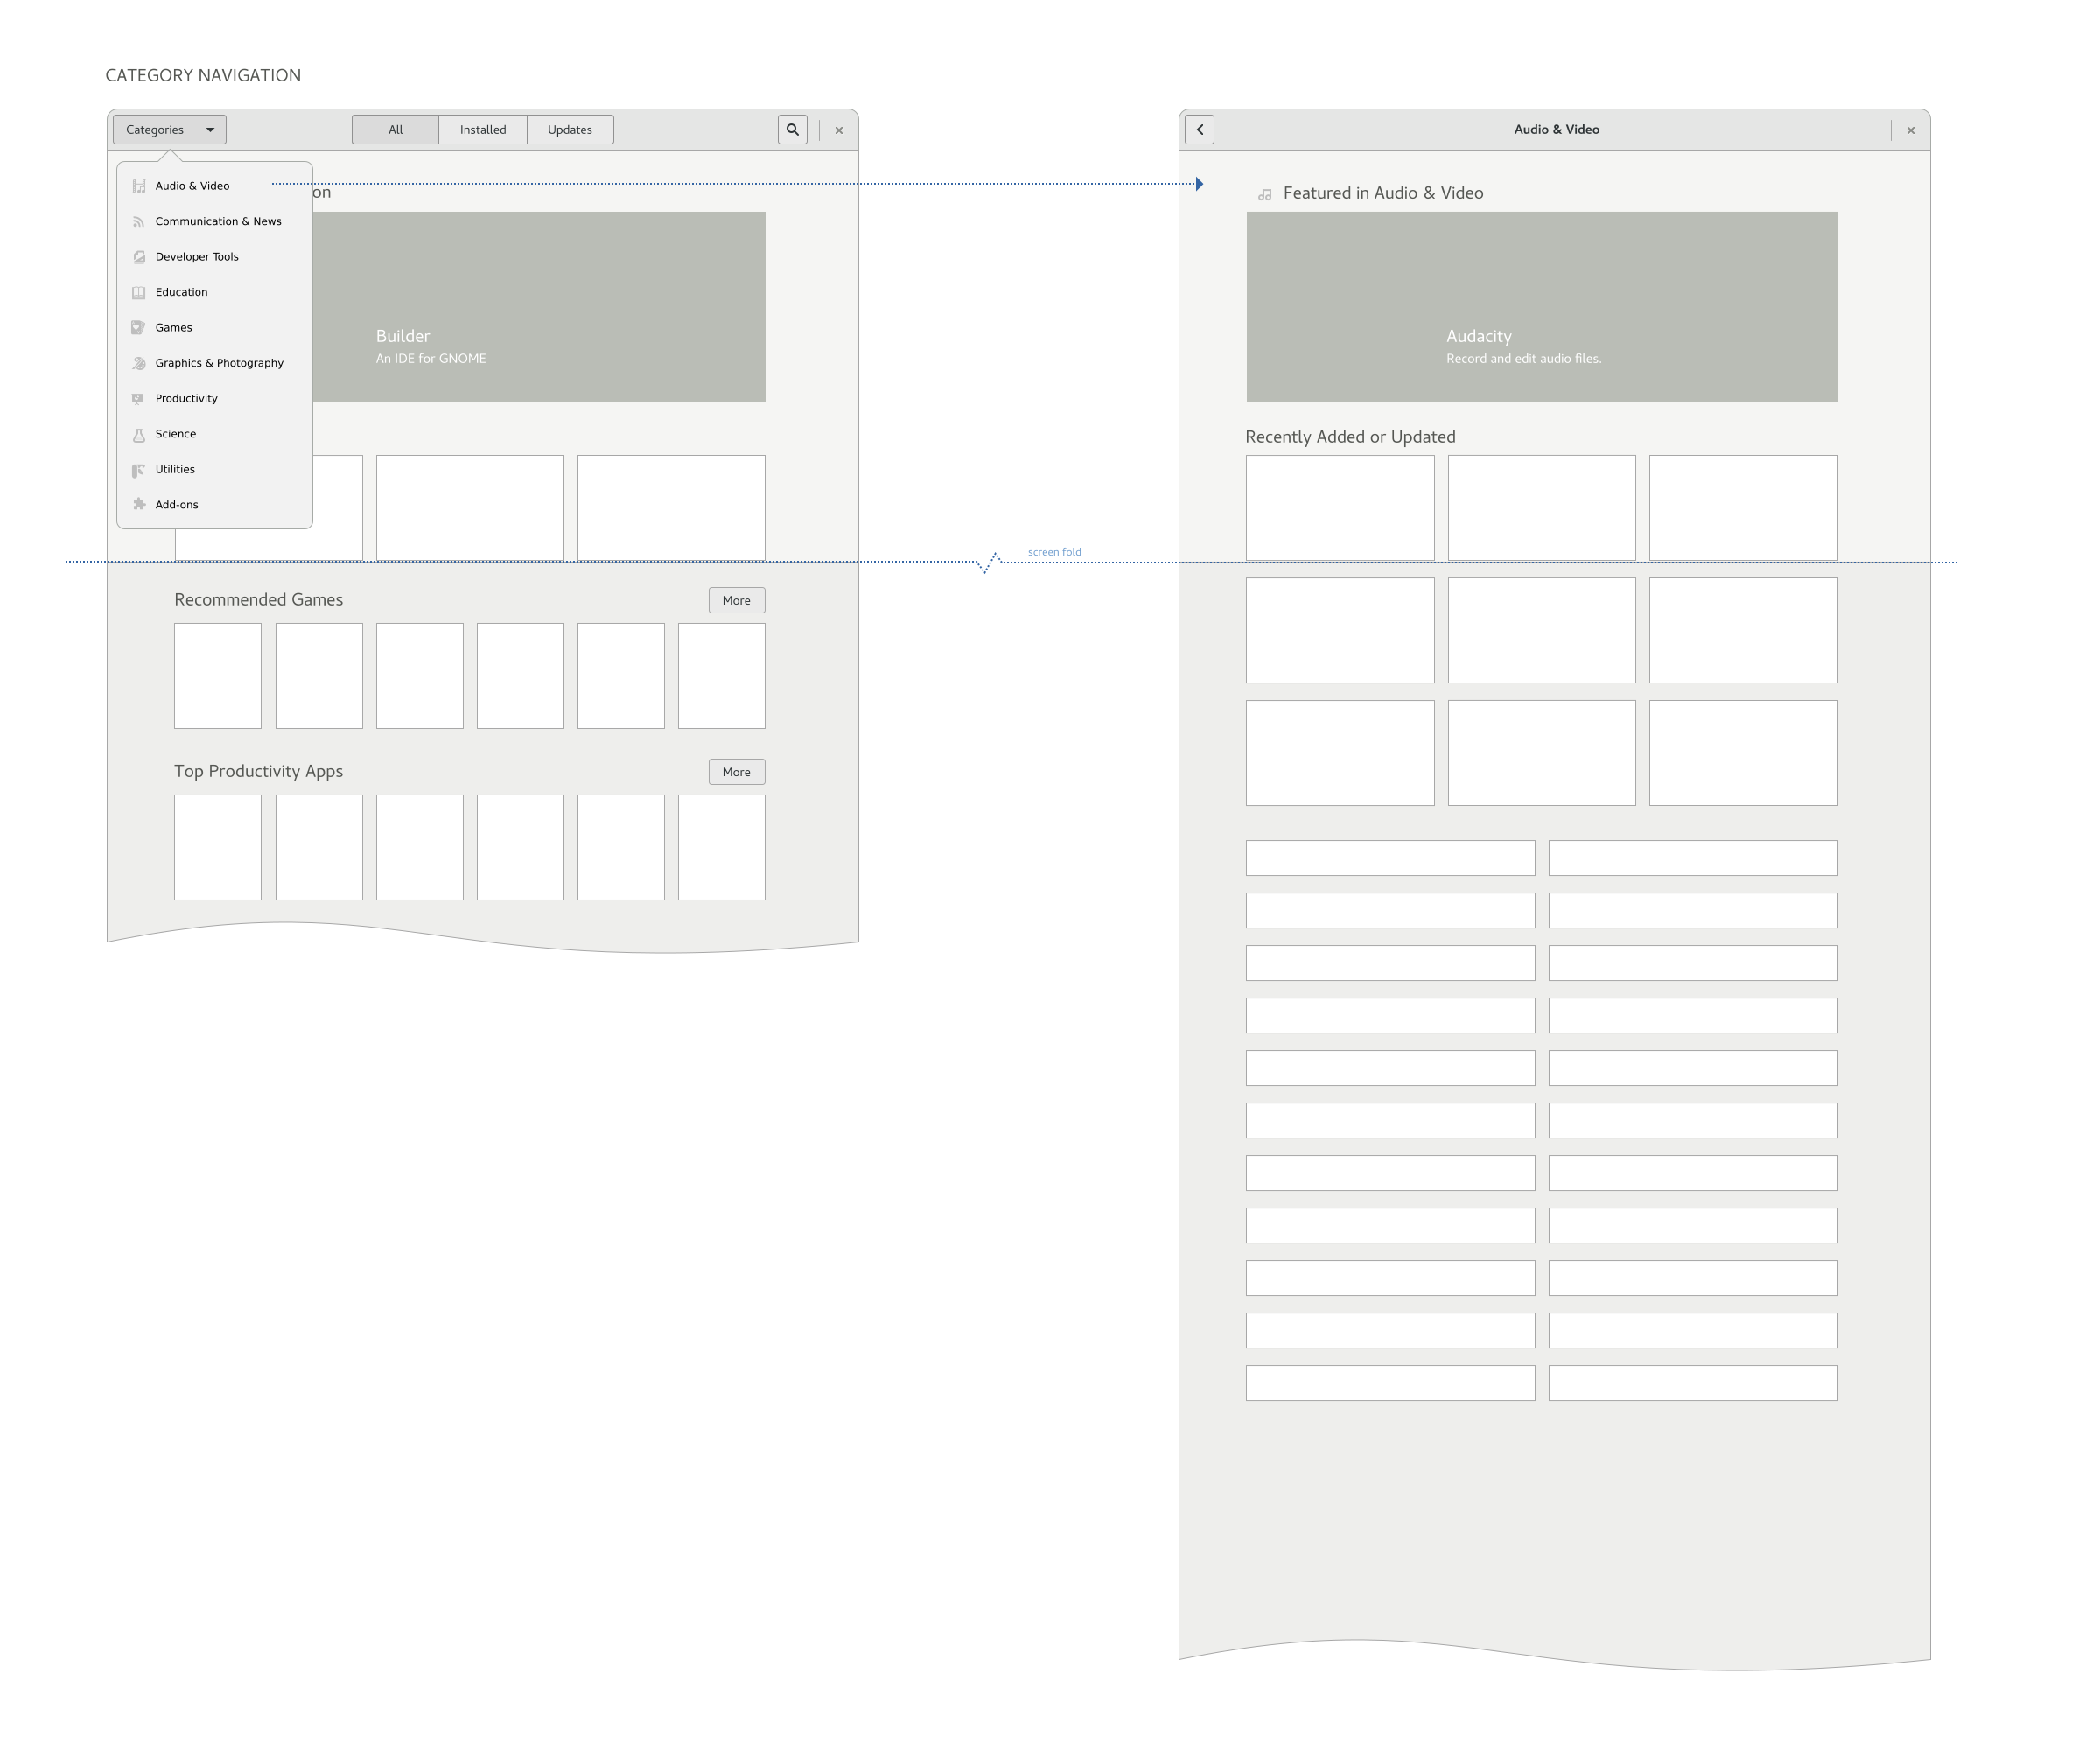 CATEGORY NAVIGATION
Categories
All
Installed
Updates
Audio & Video
Communication & News
Developer Tools
Education
Games
Graphics & Photography
Productivity
Science
Utilities
Add-ons
on
Builder
An IDE for GNOME
Recommended Games
More
Top Productivity Apps
More
screen fold
Audio & Video
Featured in Audio & Video
Audacity
Record and edit audio files.
Recently Added or Updated